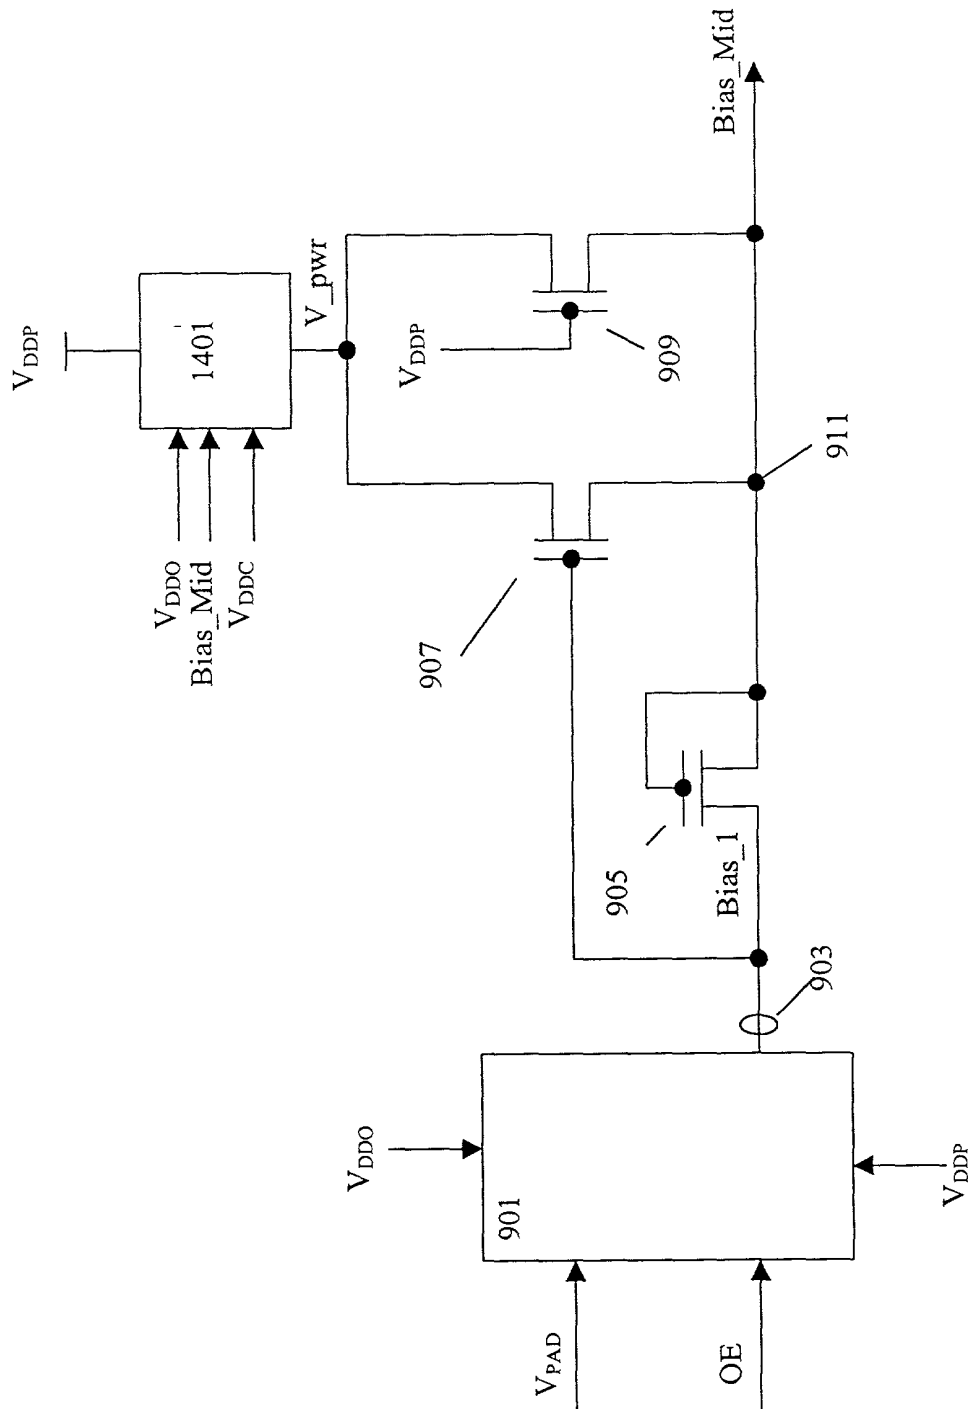 V_DDP
1401
V_DDO
Bias_Mid
V_DDC
V_pwr
V_DDP
909
907
Bias_Mid
911
905
Bias_1
903
V_DDO
901
V_PAD
OE
V_DDP